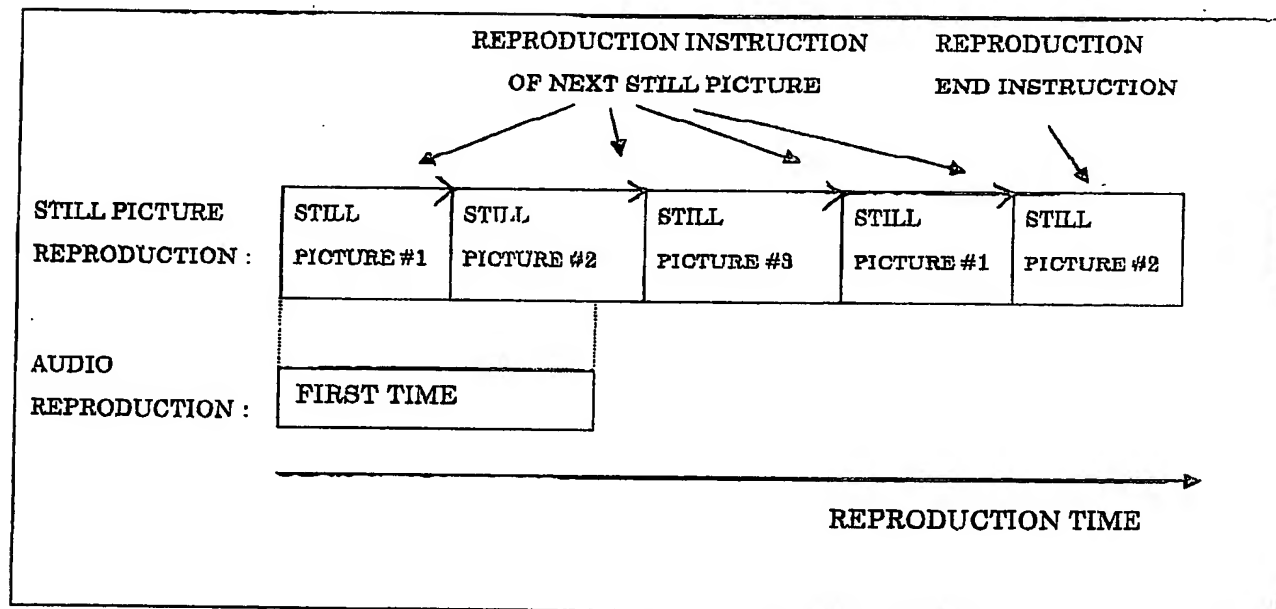 REPRODUCTION INSTRUCTION
OF NEXT STILL PICTURE
REPRODUCTION
END INSTRUCTION
STILL PICTURE
REPRODUCTION :
STILL
PICTURE #1
STILL
PICTURE #2
STILL
PICTURE #3
STILL
PICTURE #1
STILL
PICTURE #2
AUDIO
REPRODUCTION :
FIRST TIME
REPRODUCTION TIME